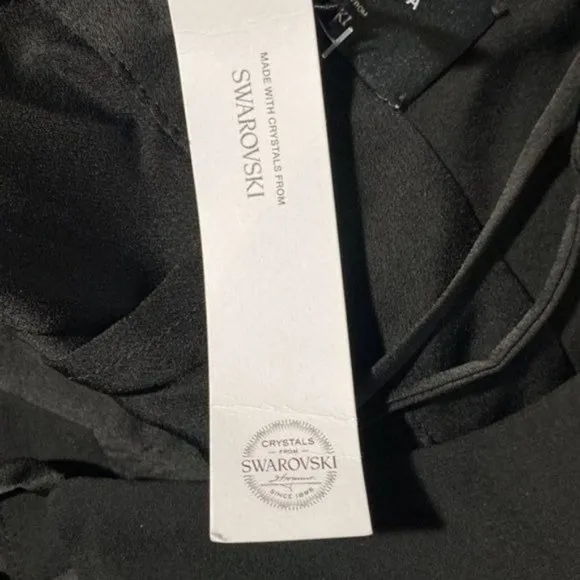 MADE WITH CRYSTALS FROM
SWAROVSKI
CRYSTALS
FROM
SWAROVSKI
SINCE 1895